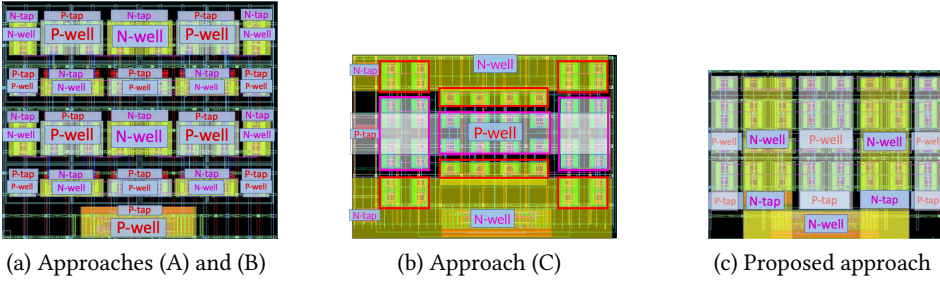 N-tap P-tap N-tap P-tap N-tap
N-well P-well N-well P-well N-well
P-tap N-tap P-tap N-tap P-tap
P-well N-well P-well N-well P-well
N-tap P-tap N-tap P-tap N-tap
N-well P-well N-well P-well N-well
P-tap N-tap P-tap N-tap P-tap
P-well N-well P-well N-well P-well
P-tap
P-well
(a) Approaches (A) and (B)
N-well
N-tap
P-tap P-well
N-tap N-well
(b) Approach (C)
P-well N-well P-well N-well P-well
P-tap N-tap P-tap N-tap P-tap
N-well
(c) Proposed approach